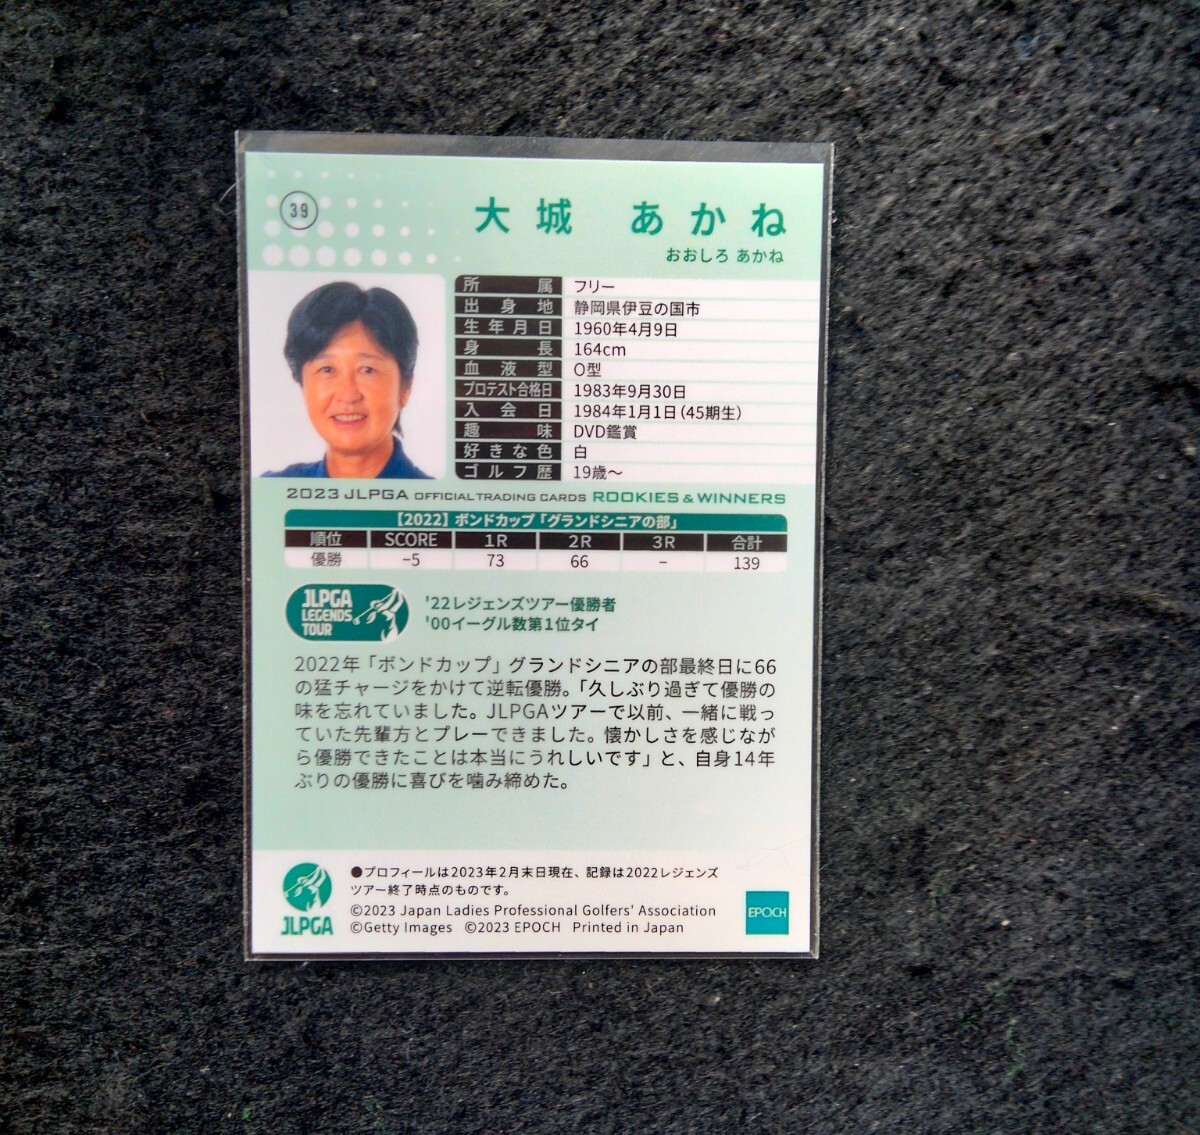 39
大城 あかね
おおしろ あかね
所属 フリー
出身地 静岡県伊豆の国市
生年月日 1960年4月9日
身長 164cm
血液型 O型
プロテスト合格日 1983年9月30日
入会日 1984年1月1日(45期生)
趣味 DVD鑑賞
好きな色 白
ゴルフ歴 19歳〜
2023 JLPGA OFFICIAL TRADING CARDS ROOKIES & WINNERS
【2022】ボンドカップ「グランドシニアの部」
順位 SCORE 1R 2R 3R 合計
優勝 −5 73 66 − 139
JLPGA
LEGENDS
TOUR
'22レジェンズツアー優勝者
'00イーグル数第1位タイ
2022年「ボンドカップ」グランドシニアの部最終日に66
の猛チャージをかけて逆転優勝。「久しぶり過ぎて優勝の
味を忘れていました。JLPGAツアーで以前、一緒に戦っ
ていた先輩方とプレーできました。懐かしさを感じなが
ら優勝できたことは本当にうれしいです」と、自身14年
ぶりの優勝に喜びを噛み締めた。
●プロフィールは2023年2月末日現在、記録は2022レジェンズ
ツアー終了時点のものです。
©2023 Japan Ladies Professional Golfers' Association
©Getty Images ©2023 EPOCH Printed in Japan
JLPGA
EPOCH